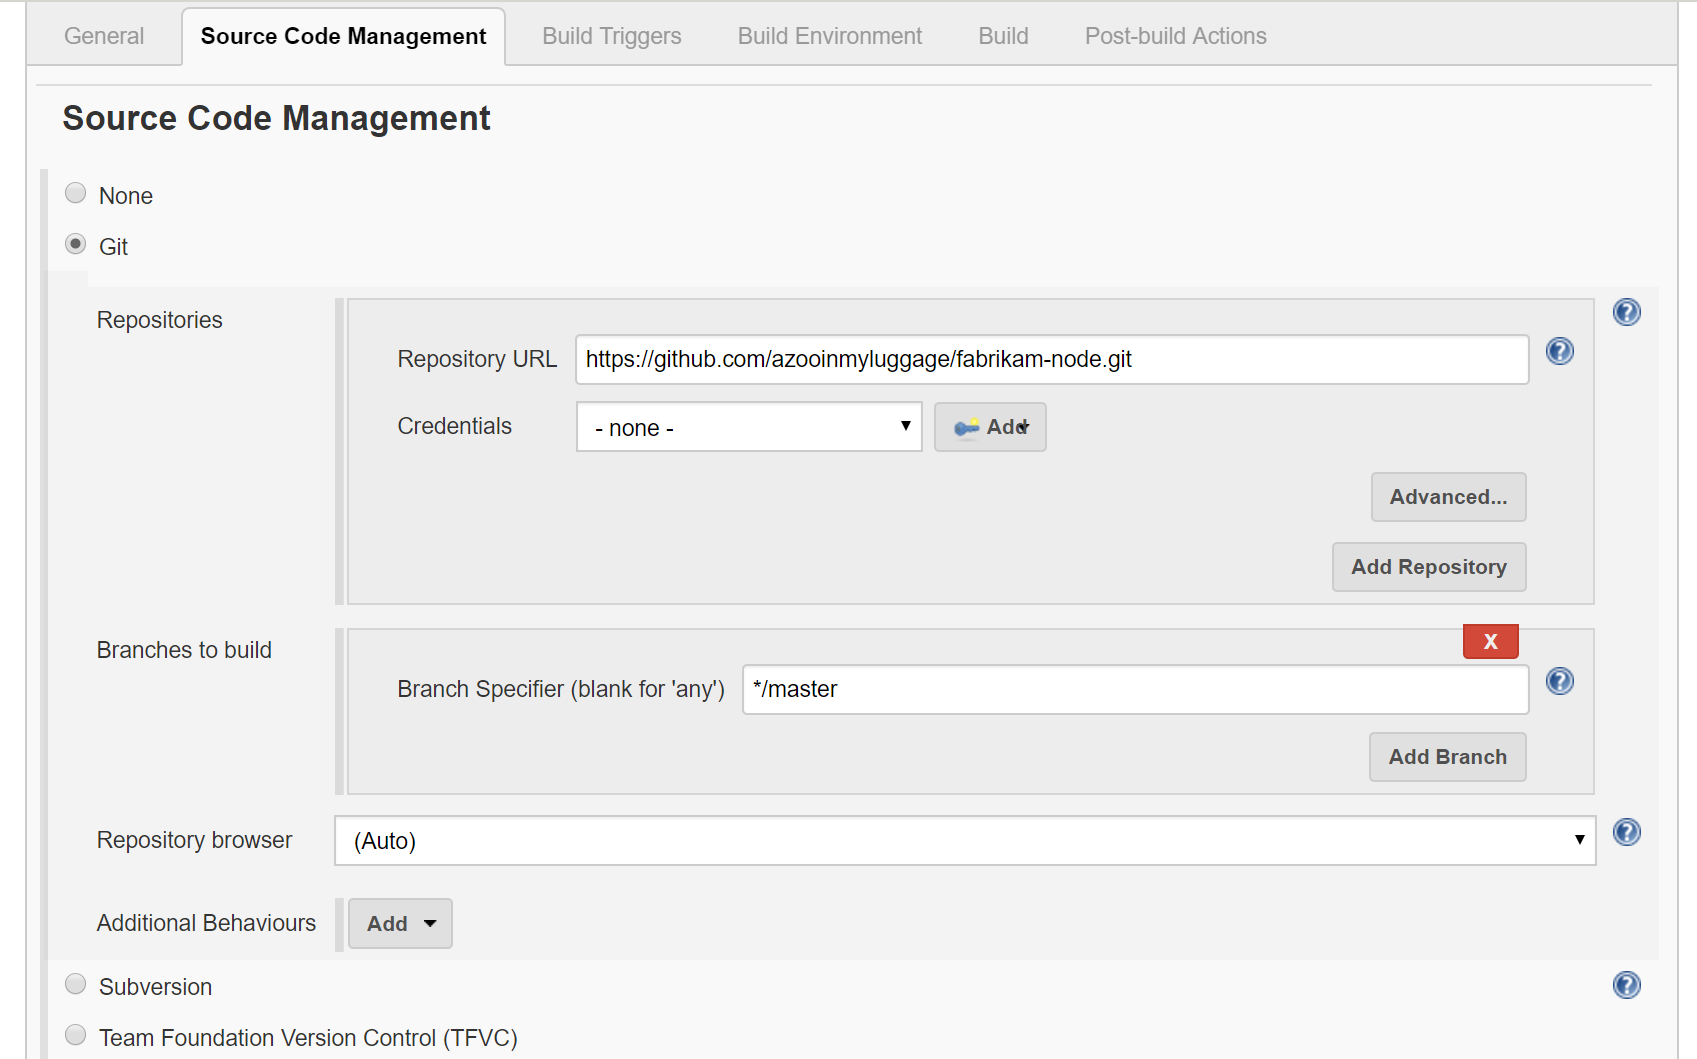 General Source Code Management Build Triggers Build Environment Build Post-build Actions
Source Code Management
None
Git
Repositories
Repository URL https://github.com/azooinmyluggage/fabrikam-node.git
Credentials - none - Add
Advanced...
Add Repository
Branches to build
X
Branch Specifier (blank for 'any') */master
Add Branch
Repository browser (Auto)
Additional Behaviours Add
Subversion
Team Foundation Version Control (TFVC)